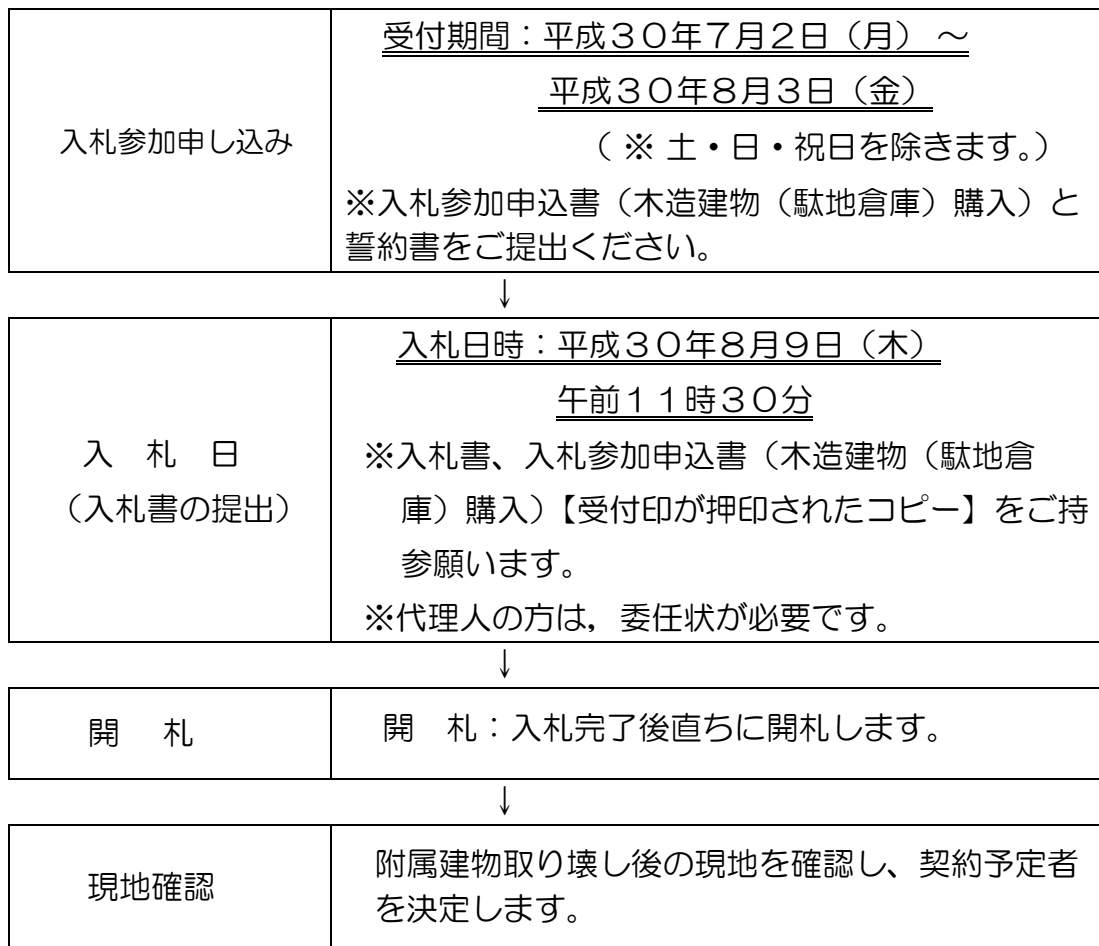 入札参加申し込み
受付期間：平成３０年７月２日（月） ～
平成３０年８月３日（金）
（ ※ 土・日・祝日を除きます。）
※入札参加申込書（木造建物（駄地倉庫）購入）と
誓約書をご提出ください。
↓
入　札　日
（入札書の提出）
入札日時：平成３０年８月９日（木）
午前１１時３０分
※入札書、入札参加申込書（木造建物（駄地倉
庫）購入）【受付印が押印されたコピー】をご持
参願います。
※代理人の方は，委任状が必要です。
↓
開　札
開　札：入札完了後直ちに開札します。
↓
現地確認
附属建物取り壊し後の現地を確認し、契約予定者
を決定します。